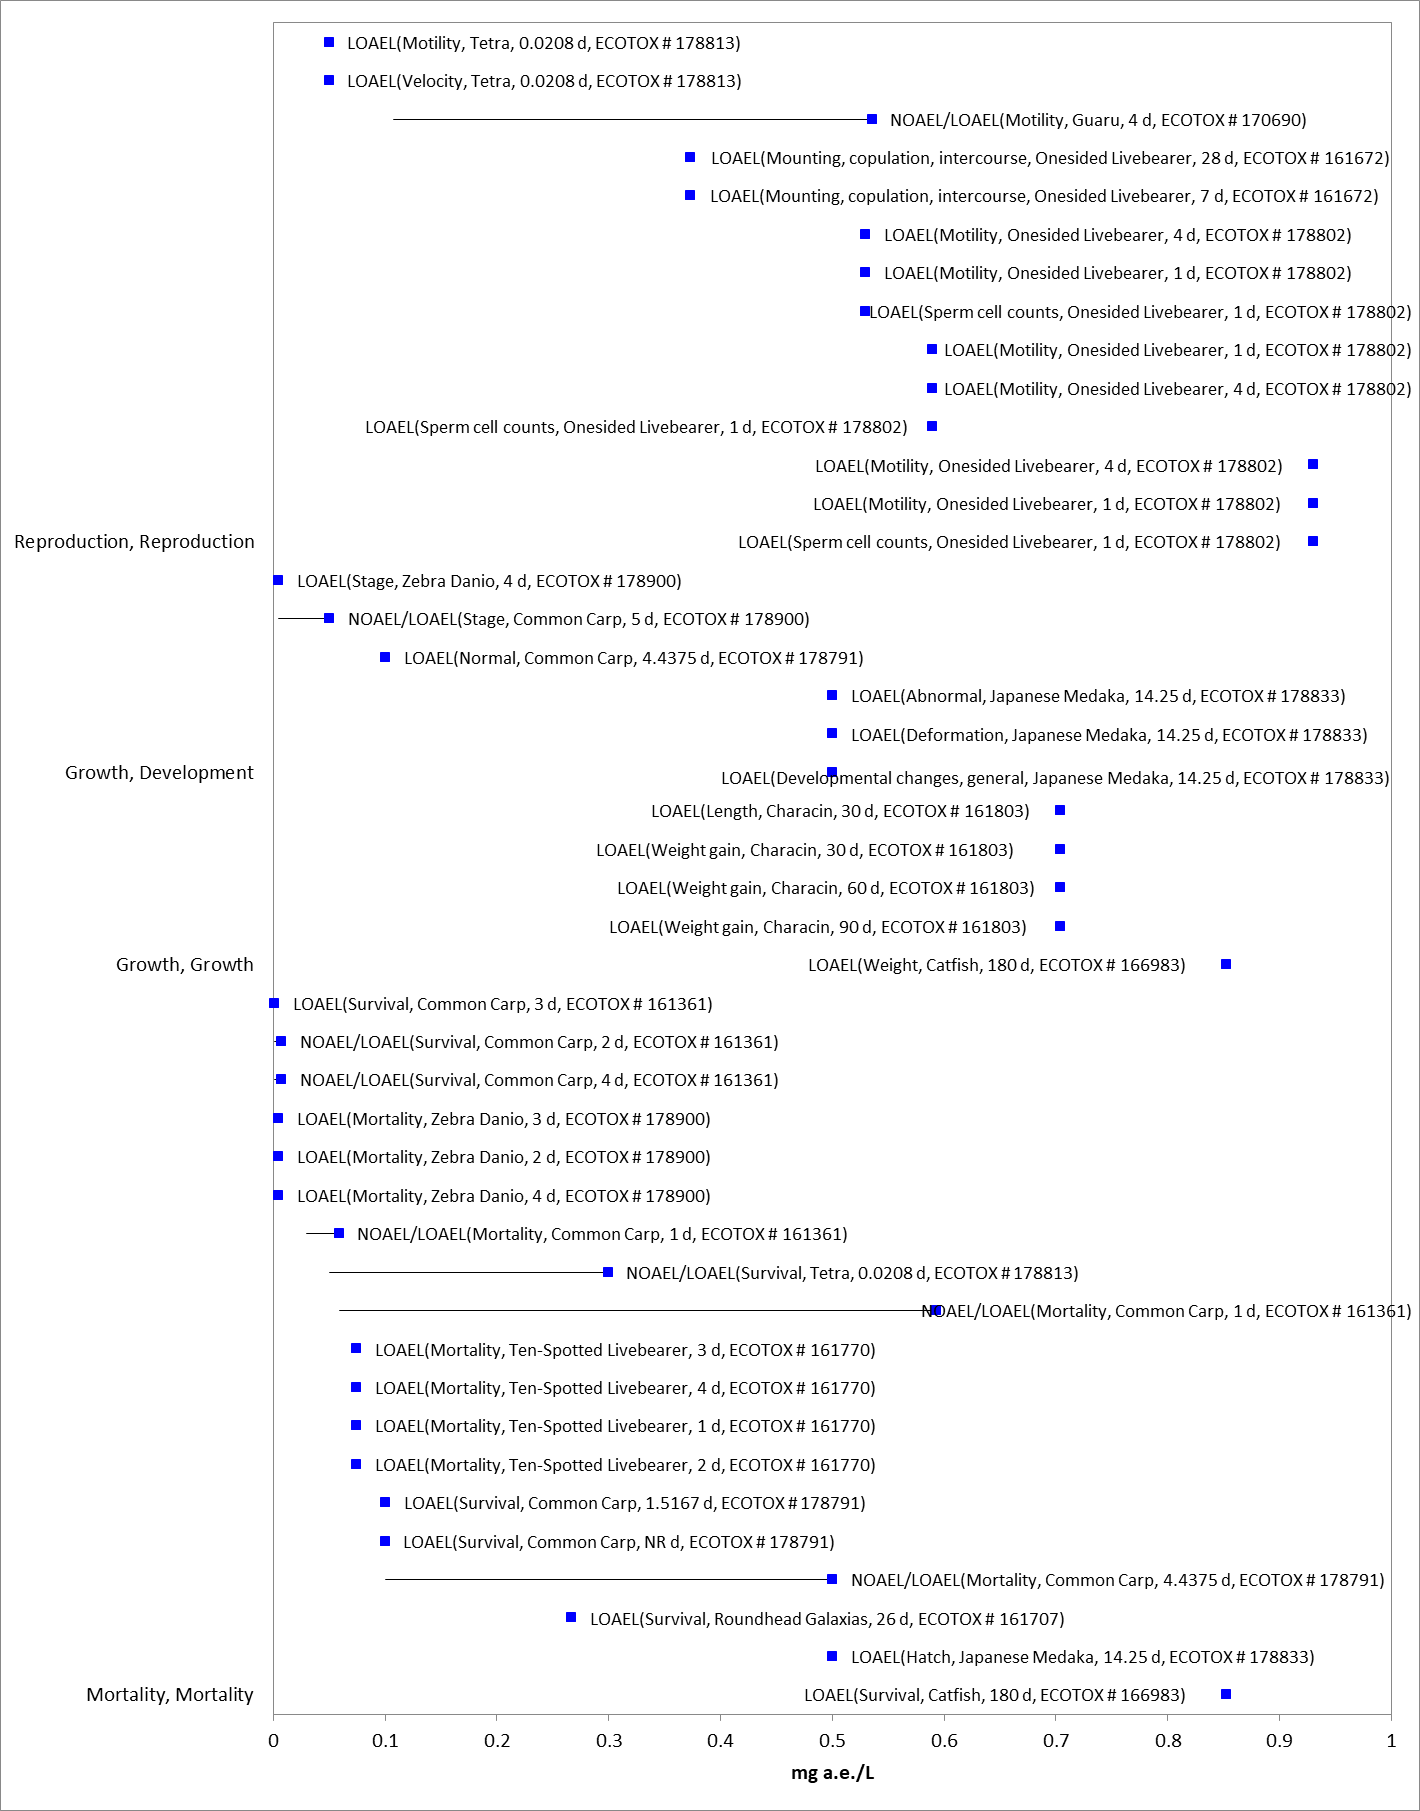 LOAEL(Motility, Tetra, 0.0208 d, ECOTOX # 178813)
LOAEL(Velocity, Tetra, 0.0208 d, ECOTOX # 178813)
NOAEL/LOAEL(Motility, Guaru, 4 d, ECOTOX # 170690)
LOAEL(Mounting, copulation, intercourse, Onesided Livebearer, 28 d, ECOTOX # 161672)
LOAEL(Mounting, copulation, intercourse, Onesided Livebearer, 7 d, ECOTOX # 161672)
LOAEL(Motility, Onesided Livebearer, 4 d, ECOTOX # 178802)
LOAEL(Motility, Onesided Livebearer, 1 d, ECOTOX # 178802)
LOAEL(Sperm cell counts, Onesided Livebearer, 1 d, ECOTOX # 178802)
LOAEL(Motility, Onesided Livebearer, 1 d, ECOTOX # 178802)
LOAEL(Motility, Onesided Livebearer, 4 d, ECOTOX # 178802)
LOAEL(Sperm cell counts, Onesided Livebearer, 1 d, ECOTOX # 178802)
LOAEL(Motility, Onesided Livebearer, 4 d, ECOTOX # 178802)
LOAEL(Motility, Onesided Livebearer, 1 d, ECOTOX # 178802)
Reproduction, Reproduction
LOAEL(Sperm cell counts, Onesided Livebearer, 1 d, ECOTOX # 178802)
LOAEL(Stage, Zebra Danio, 4 d, ECOTOX # 178900)
NOAEL/LOAEL(Stage, Common Carp, 5 d, ECOTOX # 178900)
LOAEL(Normal, Common Carp, 4.4375 d, ECOTOX # 178791)
LOAEL(Abnormal, Japanese Medaka, 14.25 d, ECOTOX # 178833)
LOAEL(Deformation, Japanese Medaka, 14.25 d, ECOTOX # 178833)
Growth, Development
LOAEL(Developmental changes, general, Japanese Medaka, 14.25 d, ECOTOX # 178833)
LOAEL(Length, Characin, 30 d, ECOTOX # 161803)
LOAEL(Weight gain, Characin, 30 d, ECOTOX # 161803)
LOAEL(Weight gain, Characin, 60 d, ECOTOX # 161803)
LOAEL(Weight gain, Characin, 90 d, ECOTOX # 161803)
Growth, Growth
LOAEL(Weight, Catfish, 180 d, ECOTOX # 166983)
LOAEL(Survival, Common Carp, 3 d, ECOTOX # 161361)
NOAEL/LOAEL(Survival, Common Carp, 2 d, ECOTOX # 161361)
NOAEL/LOAEL(Survival, Common Carp, 4 d, ECOTOX # 161361)
LOAEL(Mortality, Zebra Danio, 3 d, ECOTOX # 178900)
LOAEL(Mortality, Zebra Danio, 2 d, ECOTOX # 178900)
LOAEL(Mortality, Zebra Danio, 4 d, ECOTOX # 178900)
NOAEL/LOAEL(Mortality, Common Carp, 1 d, ECOTOX # 161361)
NOAEL/LOAEL(Survival, Tetra, 0.0208 d, ECOTOX # 178813)
NOAEL/LOAEL(Mortality, Common Carp, 1 d, ECOTOX # 161361)
LOAEL(Mortality, Ten-Spotted Livebearer, 3 d, ECOTOX # 161770)
LOAEL(Mortality, Ten-Spotted Livebearer, 4 d, ECOTOX # 161770)
LOAEL(Mortality, Ten-Spotted Livebearer, 1 d, ECOTOX # 161770)
LOAEL(Mortality, Ten-Spotted Livebearer, 2 d, ECOTOX # 161770)
LOAEL(Survival, Common Carp, 1.5167 d, ECOTOX # 178791)
LOAEL(Survival, Common Carp, NR d, ECOTOX # 178791)
NOAEL/LOAEL(Mortality, Common Carp, 4.4375 d, ECOTOX # 178791)
LOAEL(Survival, Roundhead Galaxias, 26 d, ECOTOX # 161707)
LOAEL(Hatch, Japanese Medaka, 14.25 d, ECOTOX # 178833)
Mortality, Mortality
LOAEL(Survival, Catfish, 180 d, ECOTOX # 166983)
0 0.1 0.2 0.3 0.4 0.5 0.6 0.7 0.8 0.9 1
mg a.e./L